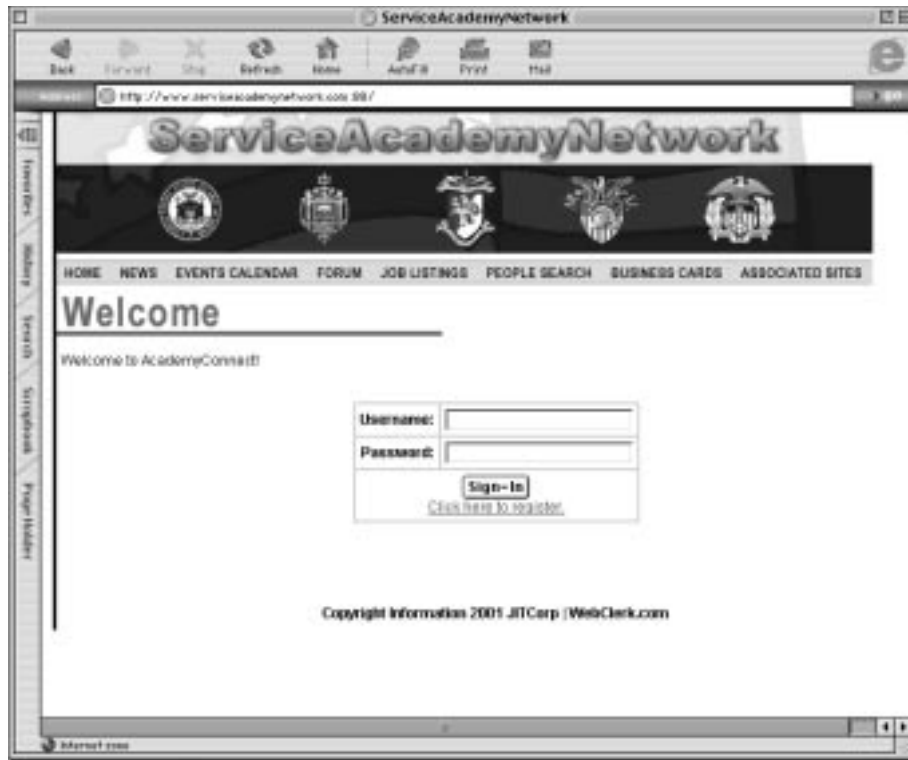 ServiceAcademyNetwork
Back Forward Stop Refresh Home AutoFill Print Mail
http://www.serviceacademynetwork.com:88/
ServiceAcademyNetwork
HOME NEWS EVENTS CALENDAR FORUM JOB LISTINGS PEOPLE SEARCH BUSINESS CARDS ASSOCIATED SITES
Welcome
Welcome to AcademyConnect!
Username:
Password:
Sign-In
Click here to register.
Copyright Information 2001 JITCorp | WebClerk.com
Favorites
History
Search
Scrapbook
Page Holder
Internet zone